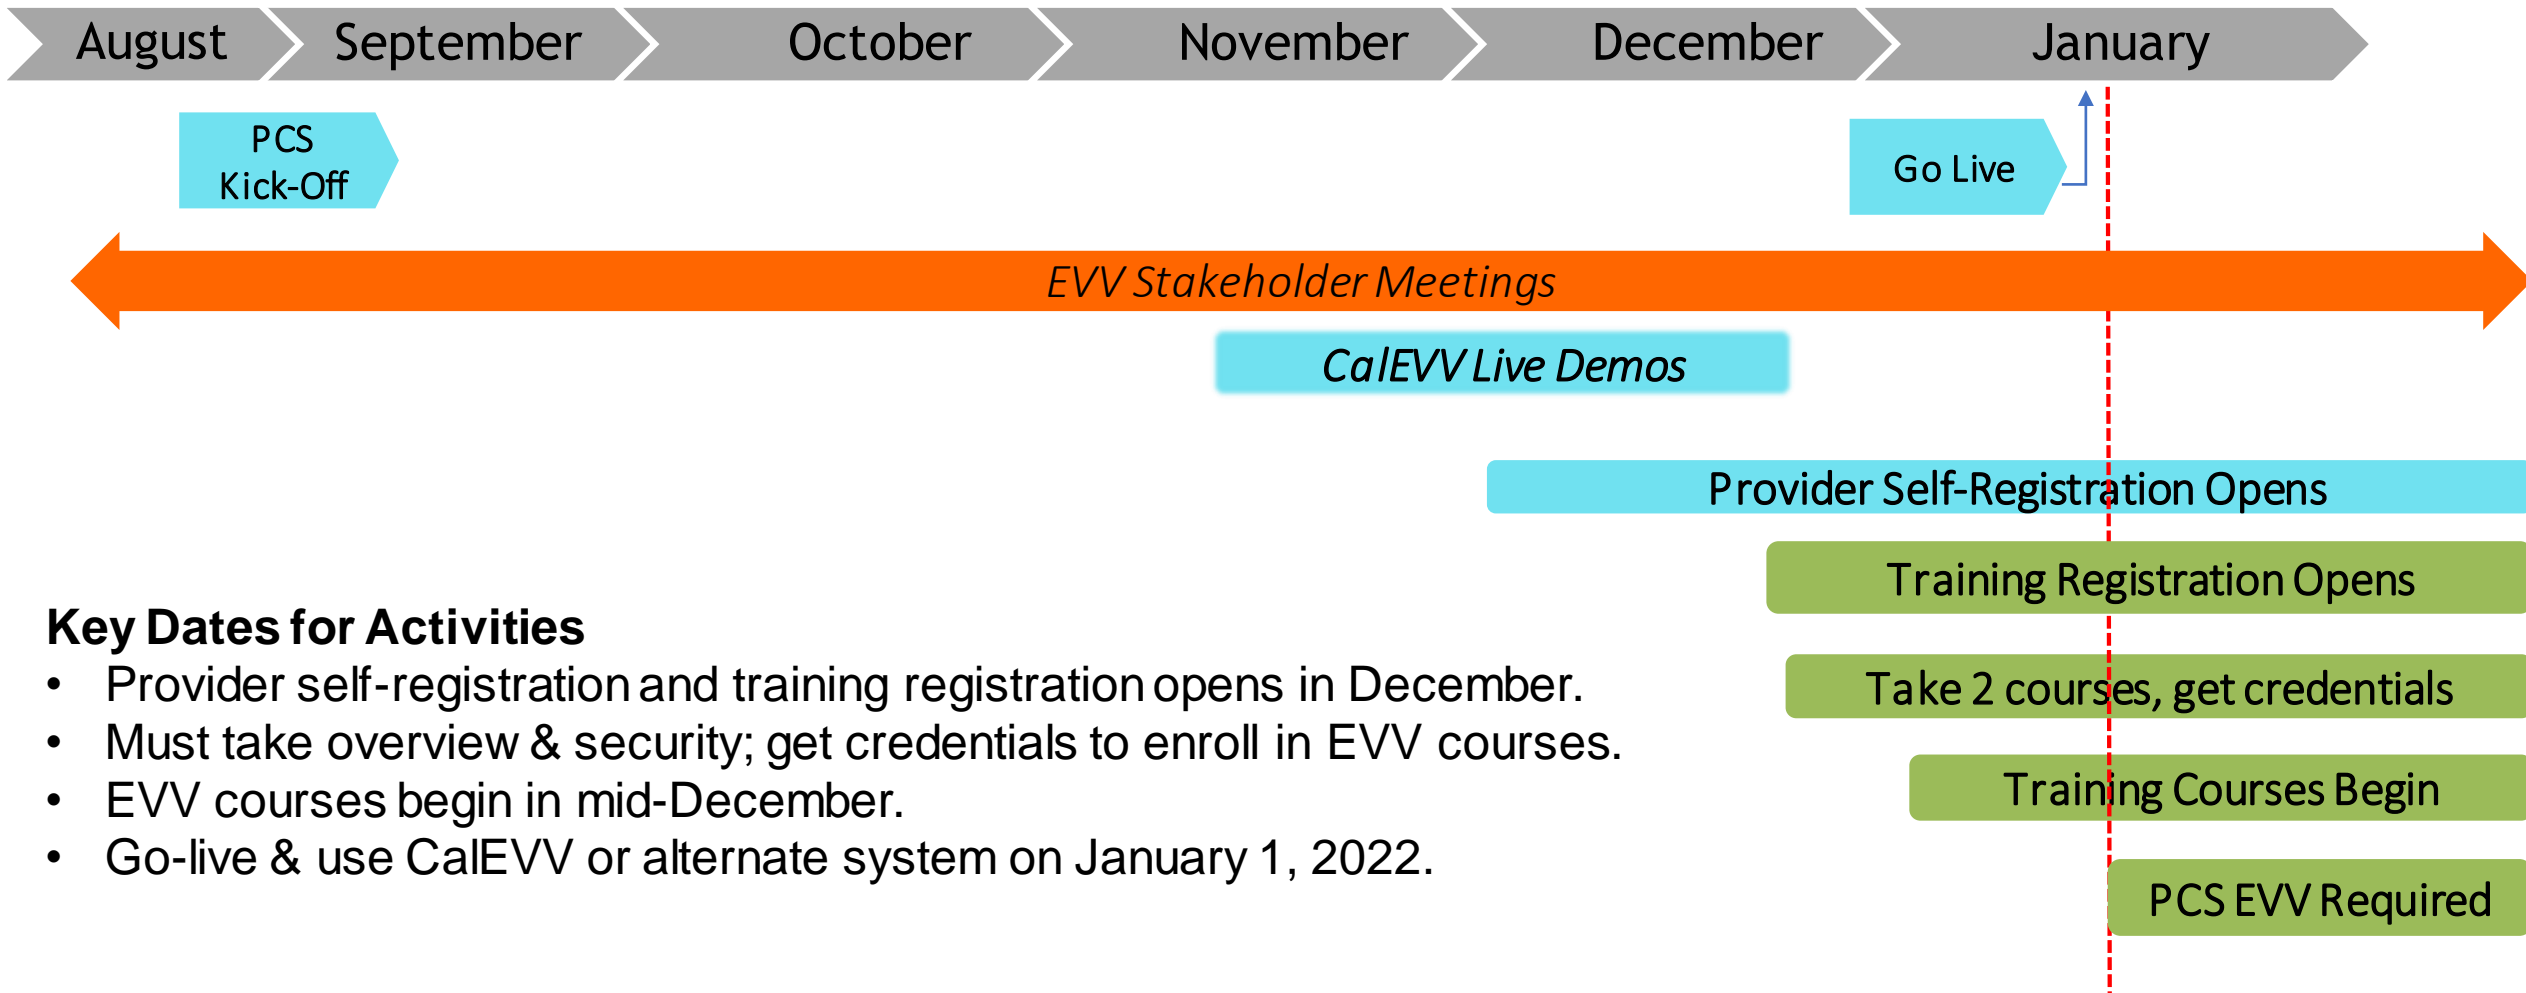 August September October November December January
PCS
Kick-Off
Go Live
EVV Stakeholder Meetings
CalEVV Live Demos
Provider Self-Registration Opens
Training Registration Opens
Take 2 courses, get credentials
Training Courses Begin
PCS EVV Required
Key Dates for Activities
• Provider self-registration and training registration opens in December.
• Must take overview & security; get credentials to enroll in EVV courses.
• EVV courses begin in mid-December.
• Go-live & use CalEVV or alternate system on January 1, 2022.